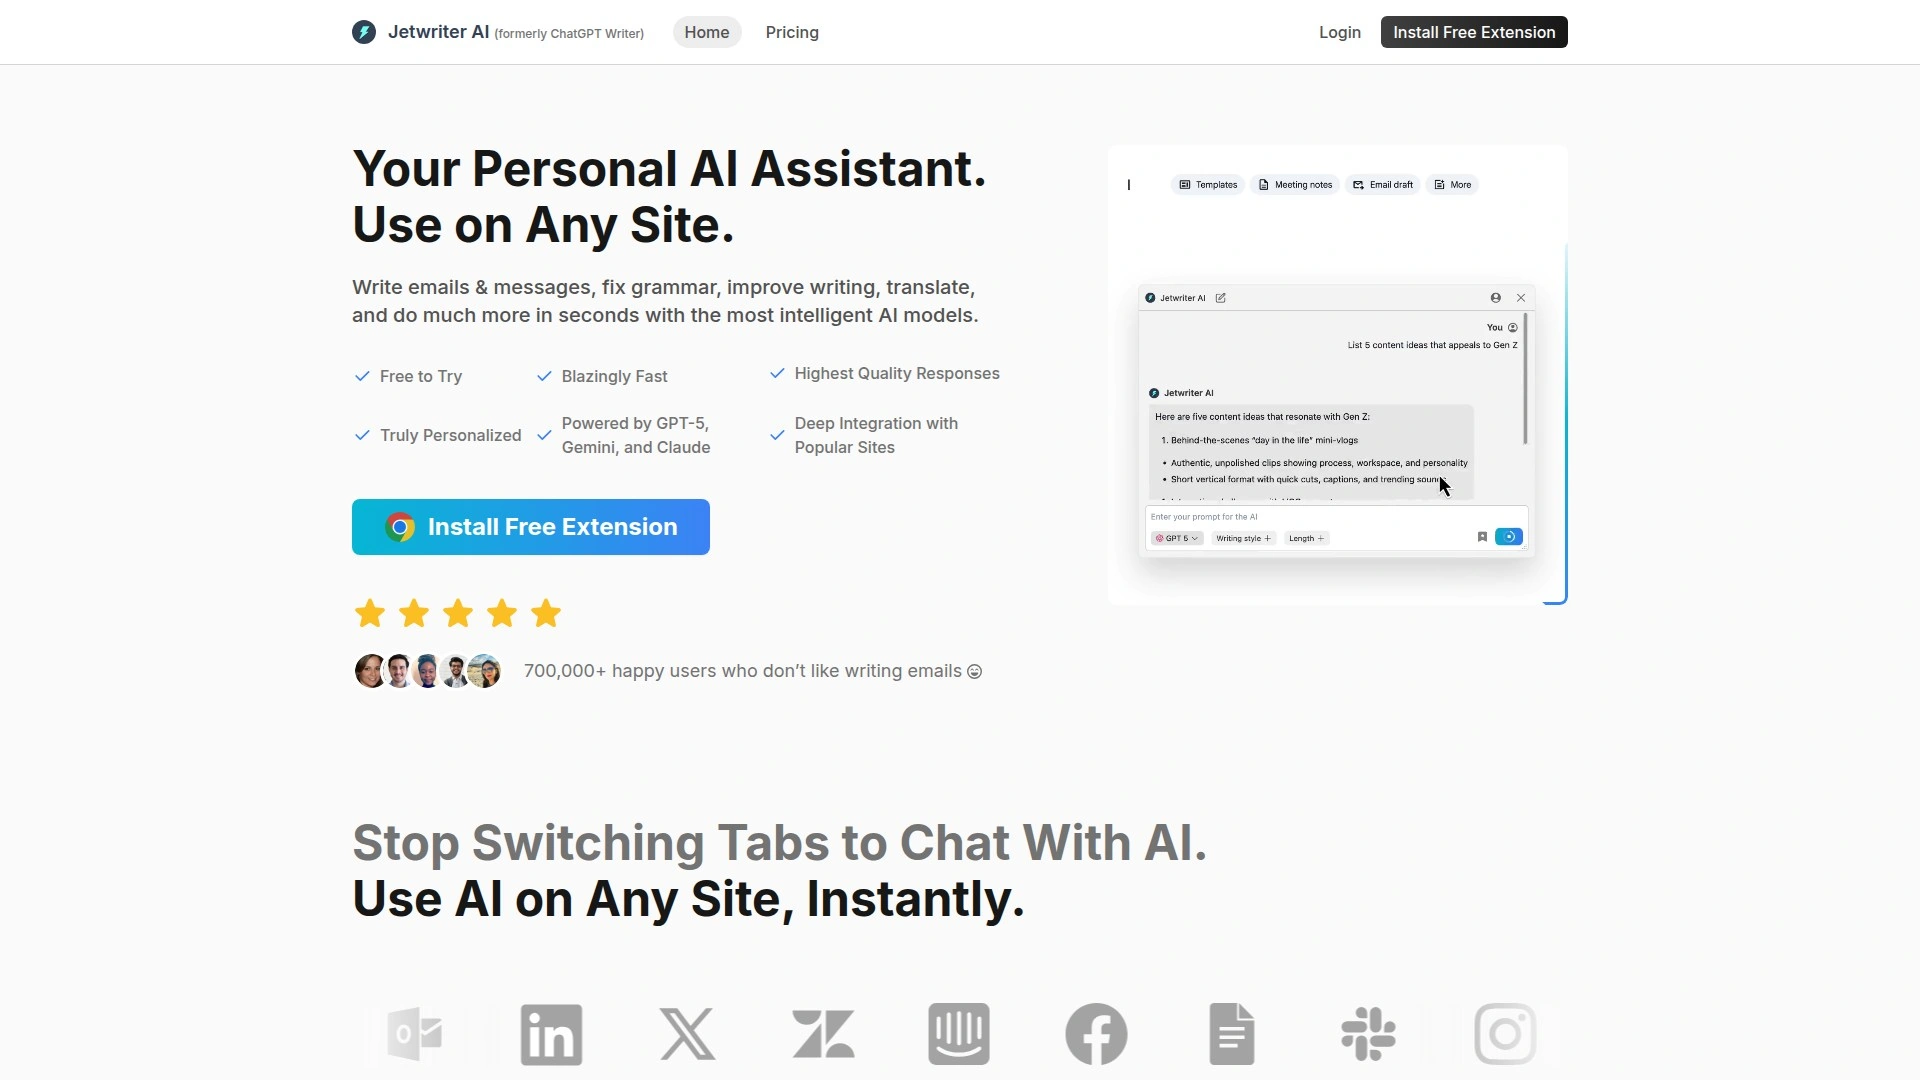 Jetwriter AI (formerly ChatGPT Writer)
Home
Pricing
Login
Install Free Extension
Your Personal AI Assistant.
Use on Any Site.
Write emails & messages, fix grammar, improve writing, translate,
and do much more in seconds with the most intelligent AI models.
Free to Try
Blazingly Fast
Highest Quality Responses
Truly Personalized
Powered by GPT-5,
Gemini, and Claude
Deep Integration with
Popular Sites
Install Free Extension
700,000+ happy users who don’t like writing emails
Templates
Meeting notes
Email draft
More
Jetwriter AI
You
List 5 content ideas that appeals to Gen Z
Jetwriter AI
Here are five content ideas that resonate with Gen Z:
1. Behind-the-scenes “day in the life” mini-vlogs
• Authentic, unpolished clips showing process, workspace, and personality
• Short vertical format with quick cuts, captions, and trending
Enter your prompt for the AI
GPT 5
Writing style
Length
Stop Switching Tabs to Chat With AI.
Use AI on Any Site, Instantly.